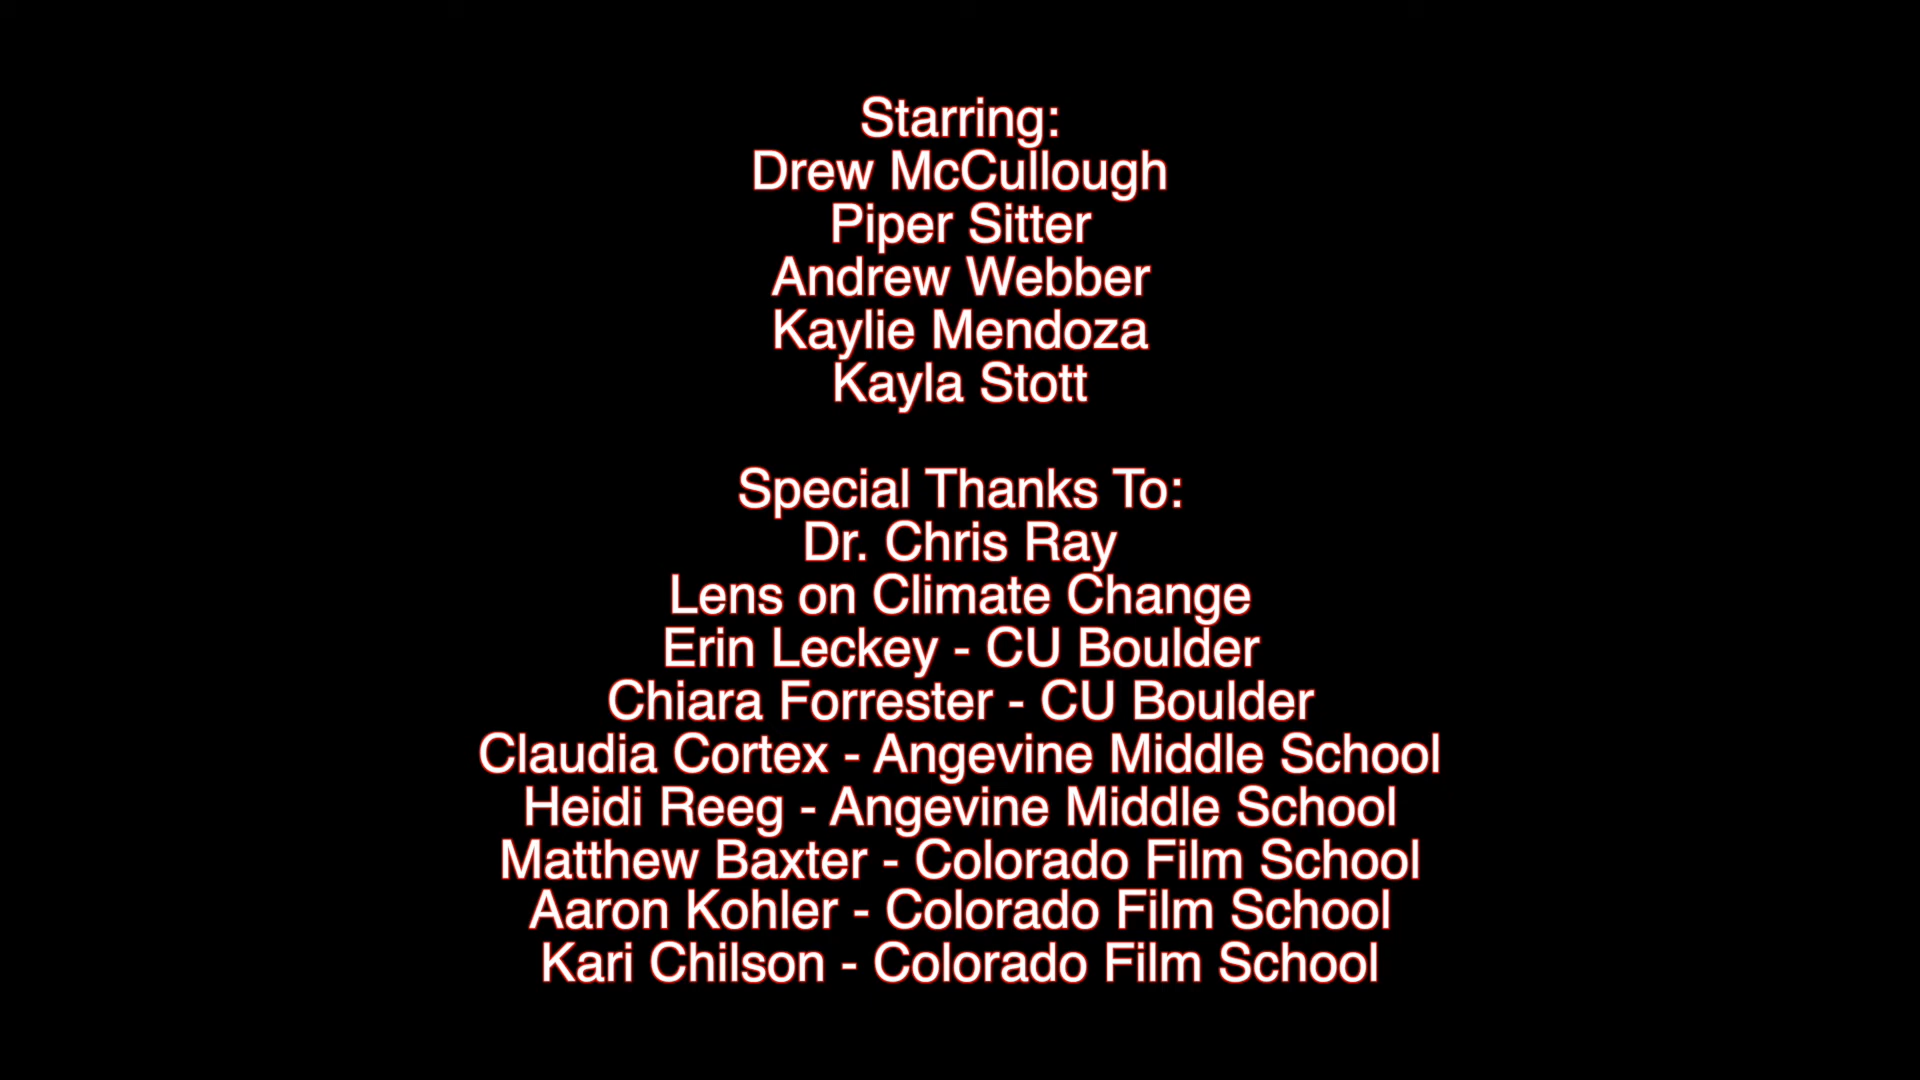 Starring:
Drew McCullough
Piper Sitter
Andrew Webber
Kaylie Mendoza
Kayla Stott
Special Thanks To:
Dr. Chris Ray
Lens on Climate Change
Erin Leckey - CU Boulder
Chiara Forrester - CU Boulder
Claudia Cortex - Angevine Middle School
Heidi Reeg - Angevine Middle School
Matthew Baxter - Colorado Film School
Aaron Kohler - Colorado Film School
Kari Chilson - Colorado Film School